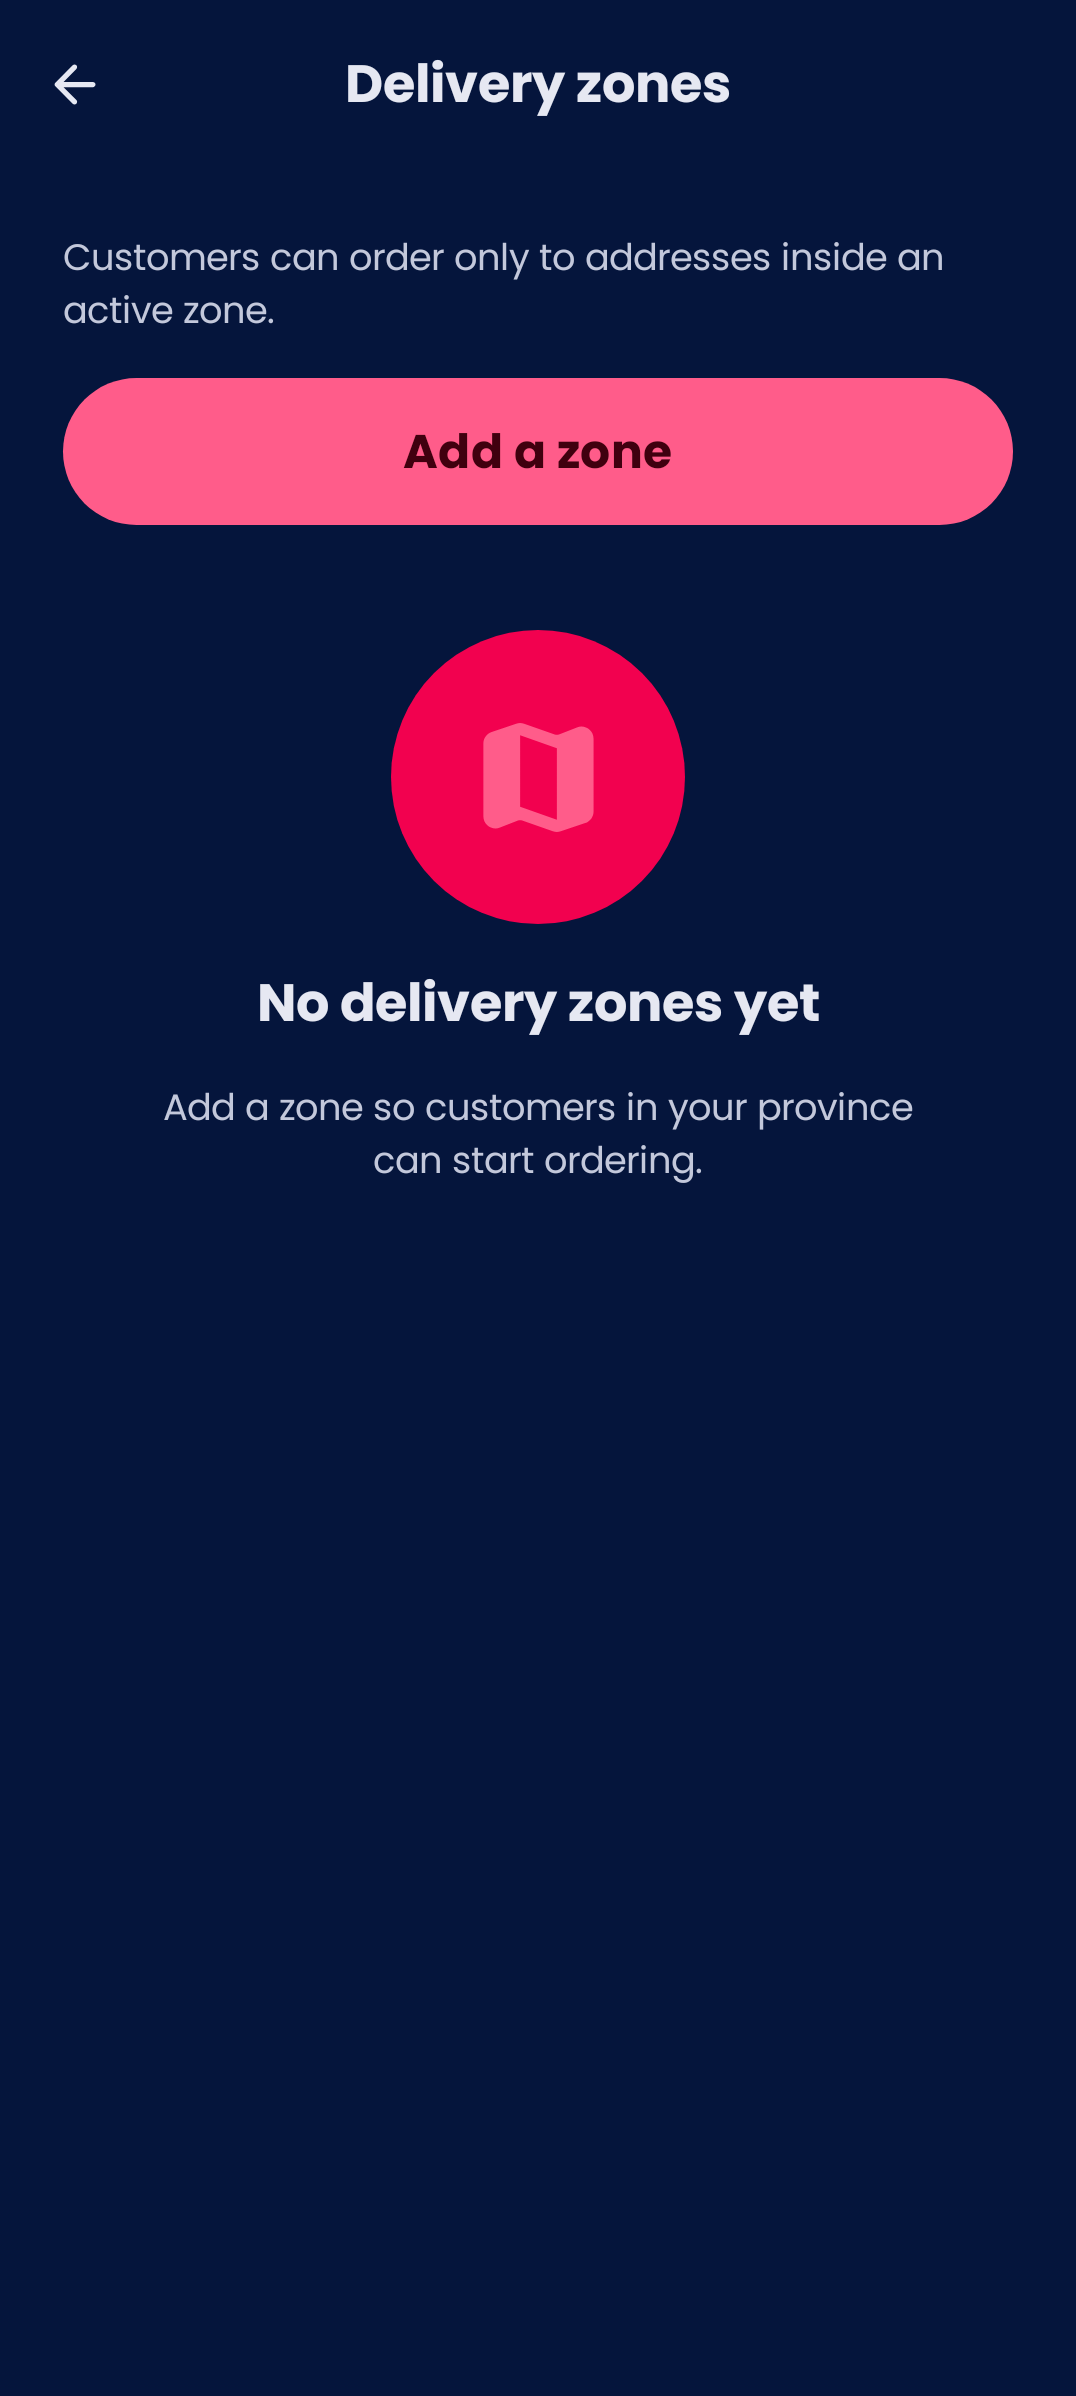 Delivery zones
Customers can order only to addresses inside an
active zone.
Add a zone
No delivery zones yet
Add a zone so customers in your province
can start ordering.